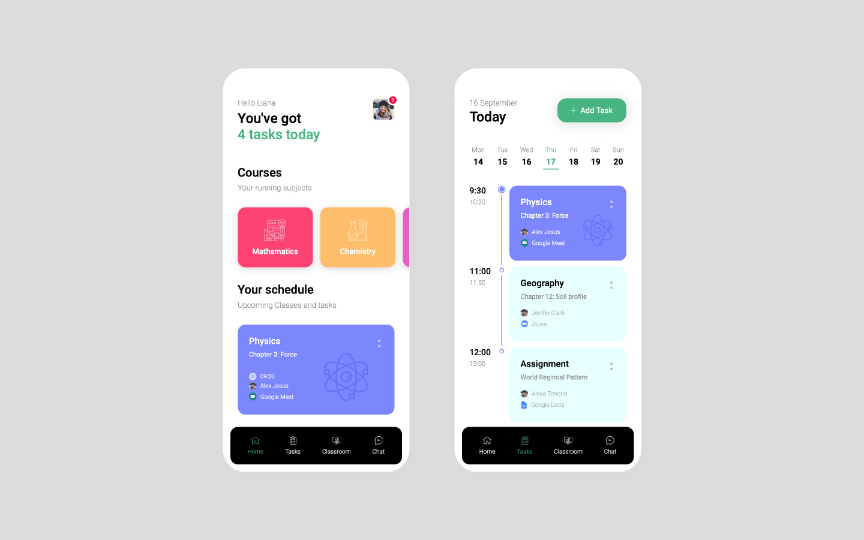 Hello Liana
You've got
4 tasks today
Courses
Your running subjects
Mathematics
Chemistry
Your schedule
Upcoming Classes and tasks
Physics
Chapter 3: Force
09:30
Alex Jesus
Google Meet
Home
Tasks
Classroom
Chat
16 September
Today
+ Add Task
Mon Tue Wed Thu Fri Sat Sun
14 15 16 17 18 19 20
9:30
10:20
Physics
Chapter 3: Force
Alex Jesus
Google Meet
11:00
11:50
Geography
Chapter 12: Soil profile
Jenifer Clark
Zoom
12:00
13:00
Assignment
World Reginoal Pattern
Alexa Tenorio
Google Docs
Home
Tasks
Classroom
Chat